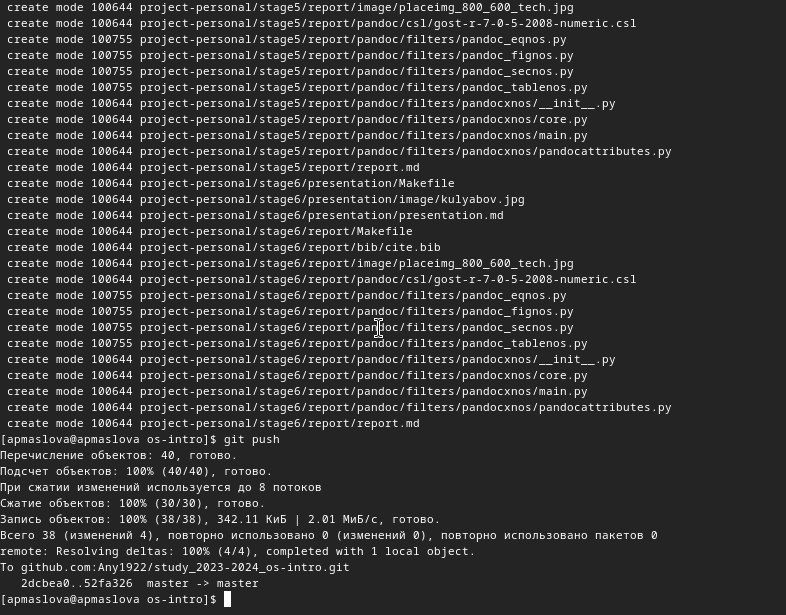 create mode 100644 project-personal/stage5/report/image/placeimg_800_600_tech.jpg
create mode 100644 project-personal/stage5/report/pandoc/csl/gost-r-7-0-5-2008-numeric.csl
create mode 100755 project-personal/stage5/report/pandoc/filters/pandoc_eqnos.py
create mode 100755 project-personal/stage5/report/pandoc/filters/pandoc_fignos.py
create mode 100755 project-personal/stage5/report/pandoc/filters/pandoc_secnos.py
create mode 100755 project-personal/stage5/report/pandoc/filters/pandoc_tablenos.py
create mode 100644 project-personal/stage5/report/pandoc/filters/pandocxnos/__init__.py
create mode 100644 project-personal/stage5/report/pandoc/filters/pandocxnos/core.py
create mode 100644 project-personal/stage5/report/pandoc/filters/pandocxnos/main.py
create mode 100644 project-personal/stage5/report/pandoc/filters/pandocxnos/pandocattributes.py
create mode 100644 project-personal/stage5/report/report.md
create mode 100644 project-personal/stage6/presentation/Makefile
create mode 100644 project-personal/stage6/presentation/image/kulyabov.jpg
create mode 100644 project-personal/stage6/presentation/presentation.md
create mode 100644 project-personal/stage6/report/Makefile
create mode 100644 project-personal/stage6/report/bib/cite.bib
create mode 100644 project-personal/stage6/report/image/placeimg_800_600_tech.jpg
create mode 100644 project-personal/stage6/report/pandoc/csl/gost-r-7-0-5-2008-numeric.csl
create mode 100755 project-personal/stage6/report/pandoc/filters/pandoc_eqnos.py
create mode 100755 project-personal/stage6/report/pandoc/filters/pandoc_fignos.py
create mode 100755 project-personal/stage6/report/pandoc/filters/pandoc_secnos.py
create mode 100755 project-personal/stage6/report/pandoc/filters/pandoc_tablenos.py
create mode 100644 project-personal/stage6/report/pandoc/filters/pandocxnos/__init__.py
create mode 100644 project-personal/stage6/report/pandoc/filters/pandocxnos/core.py
create mode 100644 project-personal/stage6/report/pandoc/filters/pandocxnos/main.py
create mode 100644 project-personal/stage6/report/pandoc/filters/pandocxnos/pandocattributes.py
create mode 100644 project-personal/stage6/report/report.md
[apmaslova@apmaslova os-intro]$ git push
Перечисление объектов: 40, готово.
Подсчет объектов: 100% (40/40), готово.
При сжатии изменений используется до 8 потоков
Сжатие объектов: 100% (30/30), готово.
Запись объектов: 100% (38/38), 342.11 КиБ | 2.01 МиБ/с, готово.
Всего 38 (изменений 4), повторно использовано 0 (изменений 0), повторно использовано пакетов 0
remote: Resolving deltas: 100% (4/4), completed with 1 local object.
To github.com:Any1922/study_2023-2024_os-intro.git
2dcbea0..52fa326  master -> master
[apmaslova@apmaslova os-intro]$